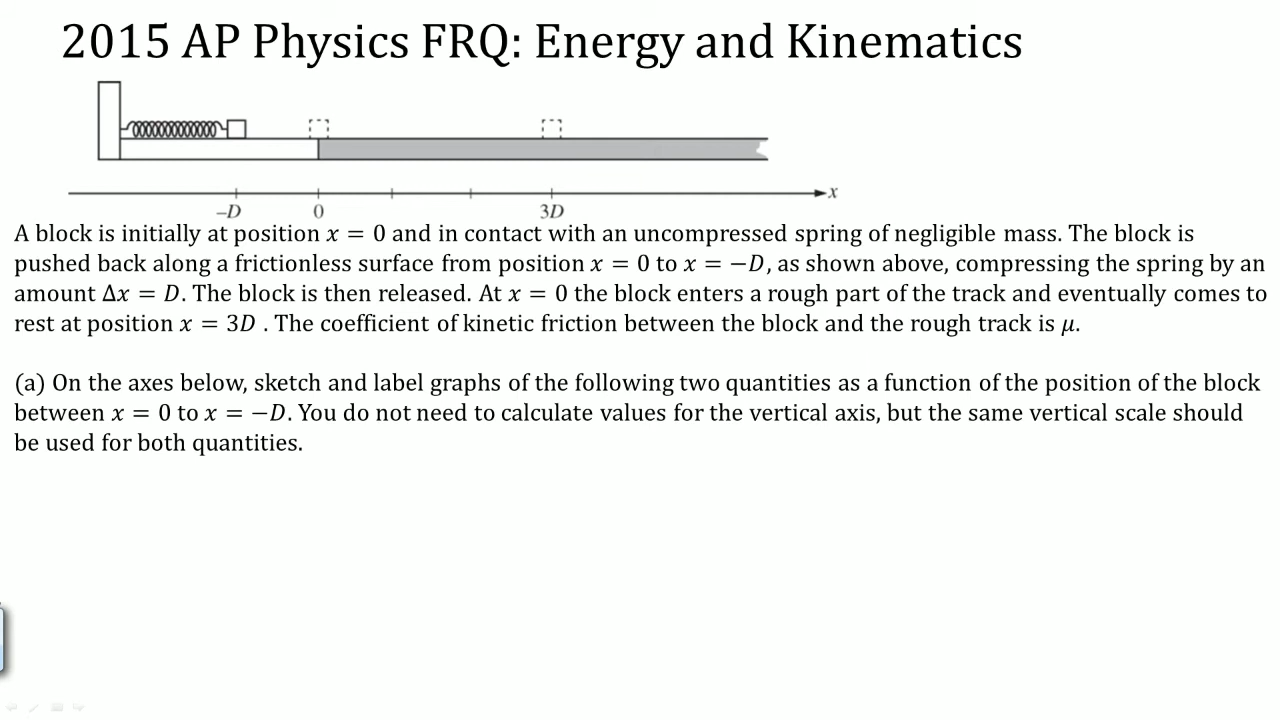 2015 AP Physics FRQ: Energy and Kinematics
x
−D 0 3D
A block is initially at position x = 0 and in contact with an uncompressed spring of negligible mass. The block is
pushed back along a frictionless surface from position x = 0 to x = −D, as shown above, compressing the spring by an
amount Δx = D. The block is then released. At x = 0 the block enters a rough part of the track and eventually comes to
rest at position x = 3D . The coefficient of kinetic friction between the block and the rough track is μ.
(a) On the axes below, sketch and label graphs of the following two quantities as a function of the position of the block
between x = 0 to x = −D. You do not need to calculate values for the vertical axis, but the same vertical scale should
be used for both quantities.